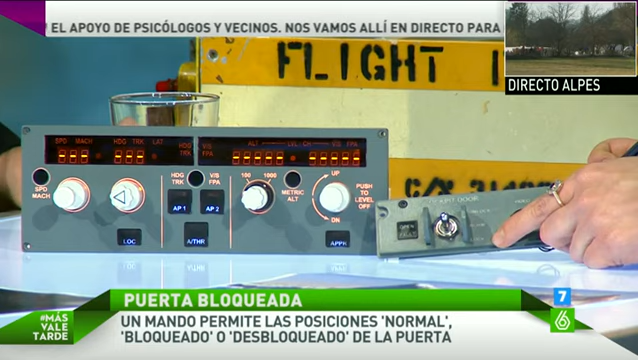 Y EL APOYO DE PSICÓLOGOS Y VECINOS. NOS VAMOS ALLÍ EN DIRECTO PARA
DIRECTO ALPES
FLIGHT
SPD MACH
HDG TRK LAT
HDG
TRK
V/S
FPA
ALT
LVL-CH
V/S FPA
SPD
MACH
HDG
TRK
V/S
FPA
100
1000
METRIC
ALT
UP
PUSH
TO
LEVEL
OFF
DN
AP 1
AP 2
LOC
A/THR
APPR
DOOR
#MÁS
VALE
TARDE
PUERTA BLOQUEADA
UN MANDO PERMITE LAS POSICIONES 'NORMAL',
'BLOQUEADO' O 'DESBLOQUEADO' DE LA PUERTA
7
6